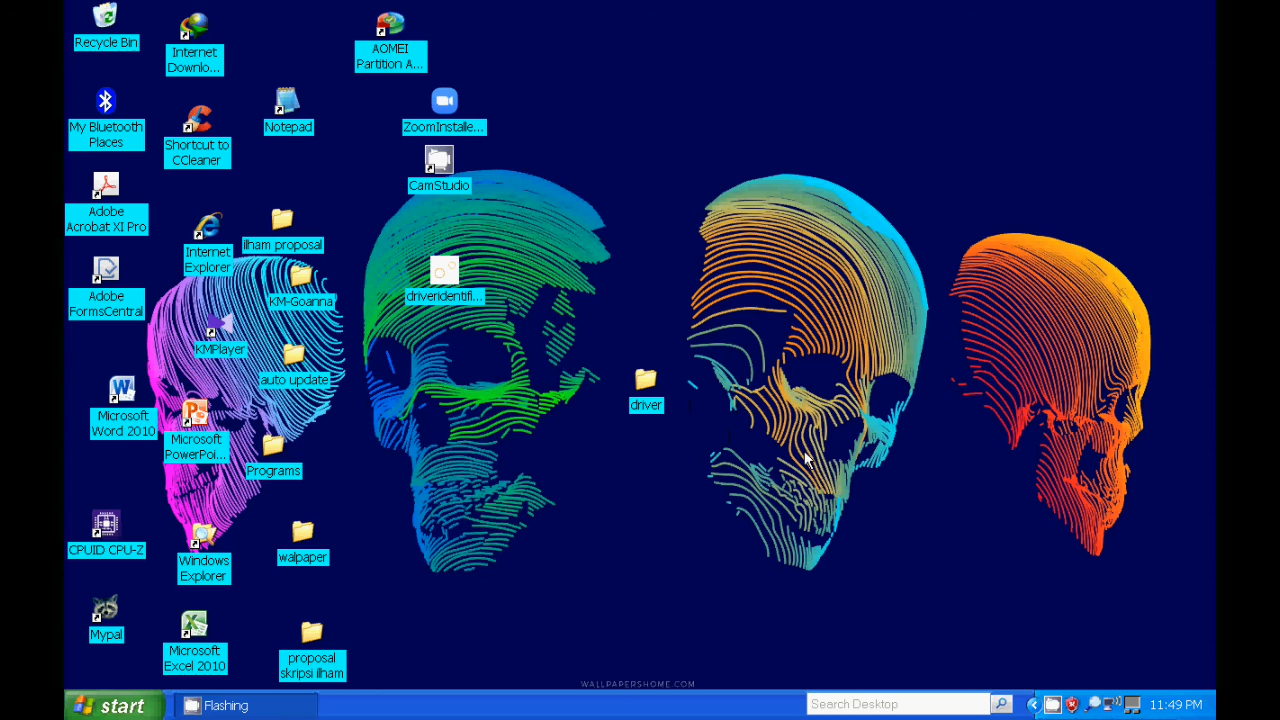 Recycle Bin
Internet
Downlo...
AOMEI
Partition A...
My Bluetooth
Places
Shortcut to
CCleaner
Notepad
ZoomInstalle...
CamStudio
Adobe
Acrobat XI Pro
Internet
Explorer
ilham proposal
Adobe
FormsCentral
KM-Goanna
driveridentifi...
KMPlayer
auto update
Microsoft
Word 2010
Microsoft
PowerPoi...
driver
Programs
CPUID CPU-Z
Windows
Explorer
walpaper
Mypal
Microsoft
Excel 2010
proposal
skripsi ilham
WALLPAPERSHOME.COM
start
Flashing
Search Desktop
11:49 PM